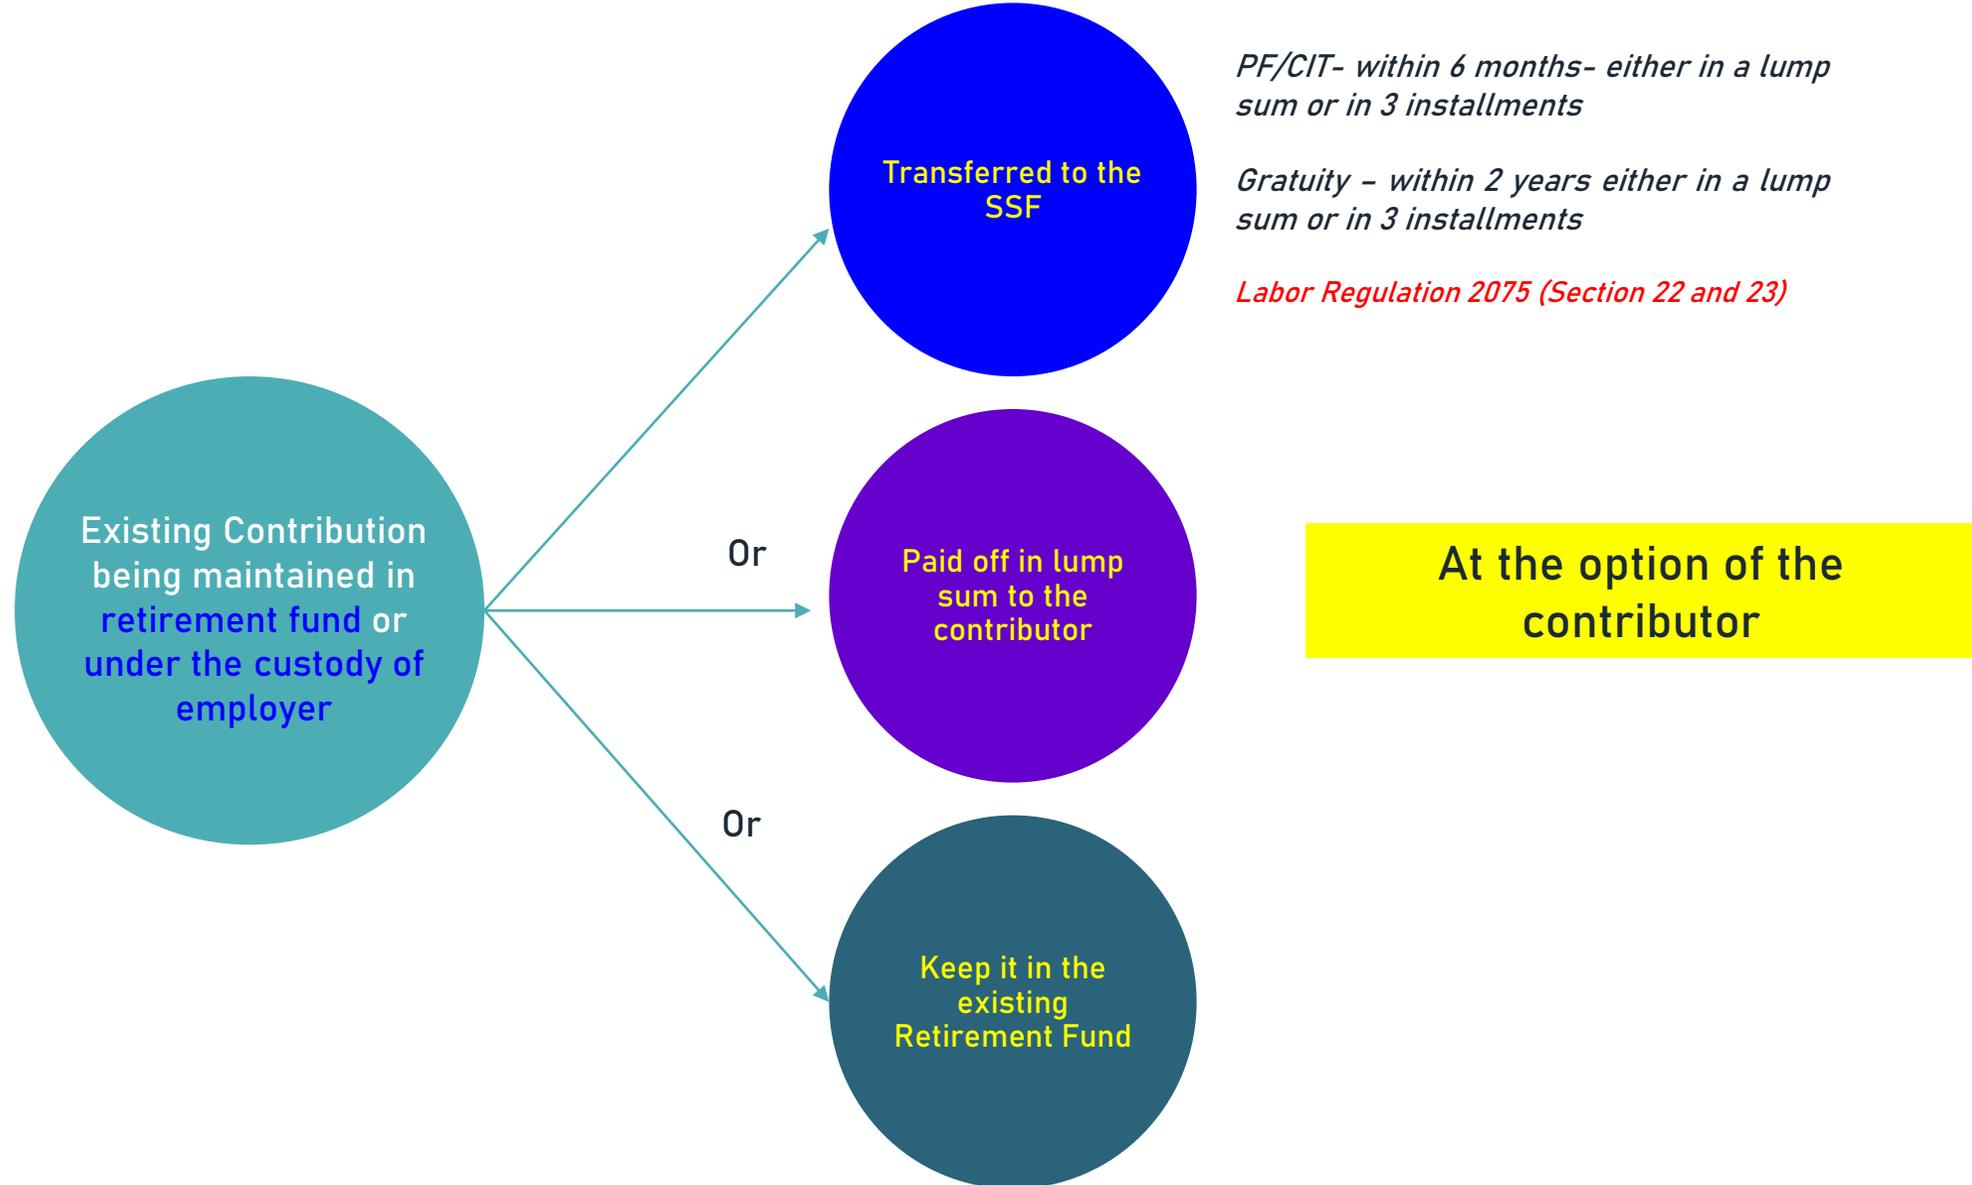 PF/CIT- within 6 months- either in a lump
sum or in 3 installments
Gratuity – within 2 years either in a lump
sum or in 3 installments
Labor Regulation 2075 (Section 22 and 23)
Transferred to the
SSF
Existing Contribution
being maintained in
retirement fund or
under the custody of
employer
Or
Paid off in lump
sum to the
contributor
At the option of the
contributor
Or
Keep it in the
existing
Retirement Fund